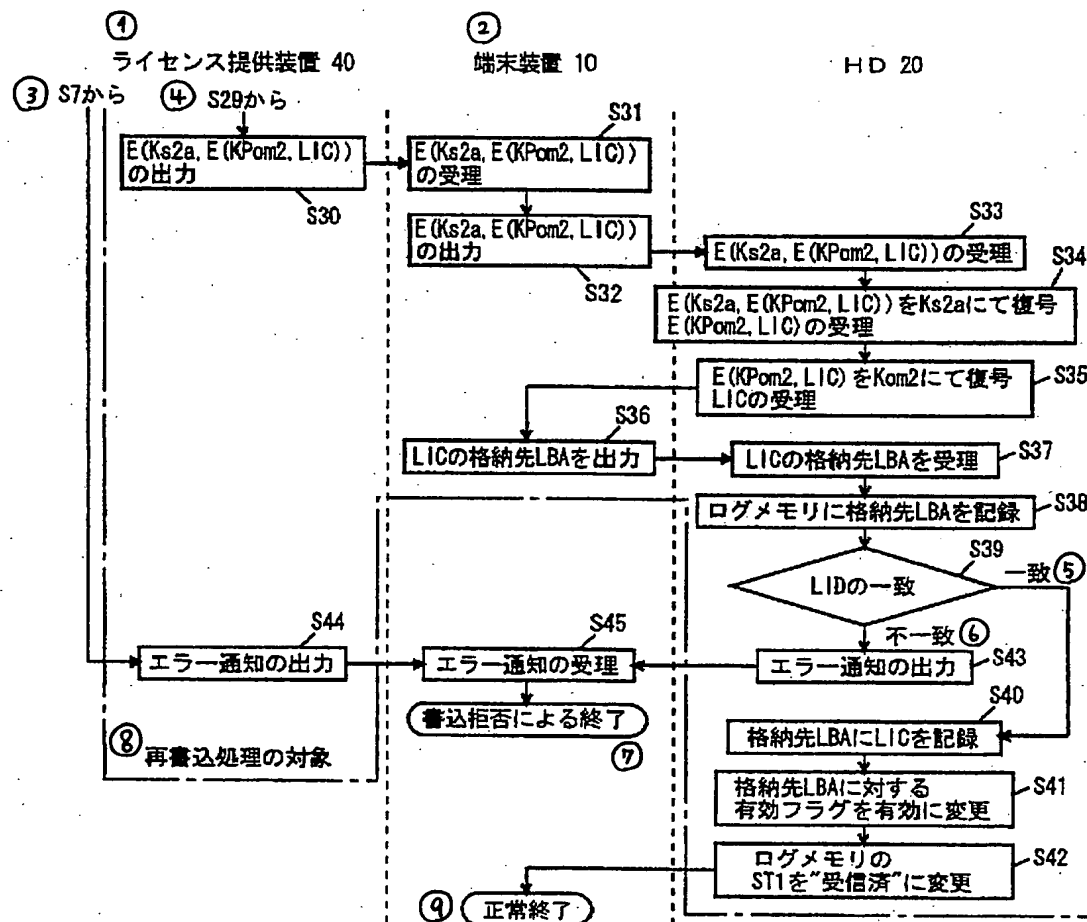 ①
ライセンス提供装置 40
②
端末装置 10
HD 20
③ S7から
④ S29から
E(Ks2a, E(KPom2, LIC))
の出力
S30
S31
E(Ks2a, E(KPom2, LIC))
の受理
E(Ks2a, E(KPom2, LIC))
の出力
S32
S33
E(Ks2a, E(KPom2, LIC))の受理
S34
E(Ks2a, E(KPom2, LIC))をKs2aにて復号
E(KPom2, LIC)の受理
E(KPom2, LIC)をKom2にて復号
LICの受理
S35
S36
LICの格納先LBAを出力
LICの格納先LBAを受理
S37
ログメモリに格納先LBAを記録
S38
S39
LIDの一致
一致⑤
不一致⑥
S44
エラー通知の出力
S45
エラー通知の受理
エラー通知の出力
S43
書込拒否による終了
⑦
S40
格納先LBAにLICを記録
⑧再書込処理の対象
格納先LBAに対する
有効フラグを有効に変更
S41
ログメモリの
ST1を"受信済"に変更
S42
⑨ 正常終了